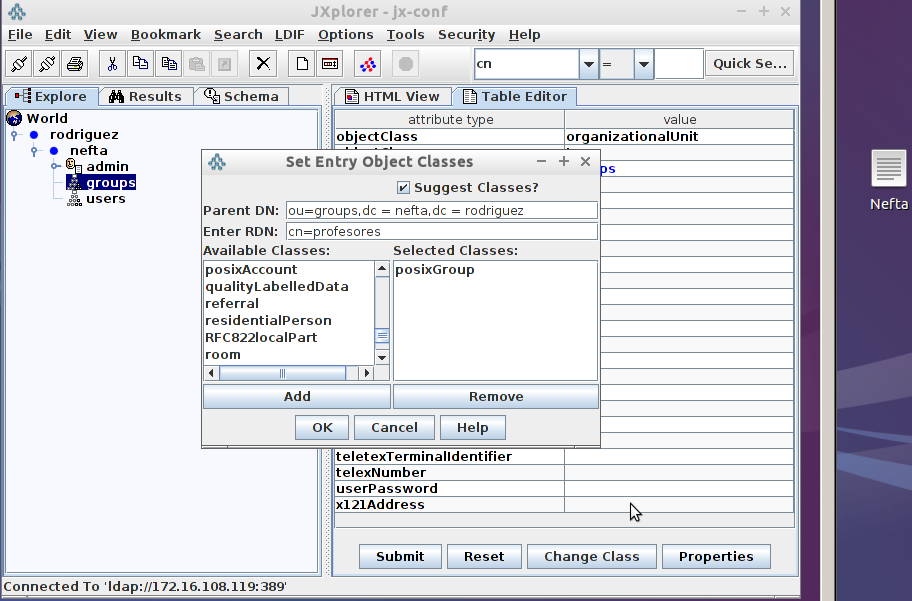 JXplorer - jx-conf
File Edit View Bookmark Search LDIF Options Tools Security Help
cn = Quick Se...
Explore Results Schema HTML View Table Editor
World
rodriguez
nefta
admin
groups
users
attribute type value
objectClass organizationalUnit
Set Entry Object Classes
Suggest Classes?
Parent DN: ou=groups,dc = nefta,dc = rodriguez
Enter RDN: cn=profesores
Available Classes: Selected Classes:
posixAccount posixGroup
qualityLabelledData
referral
residentialPerson
RFC822localPart
room
Add Remove
OK Cancel Help
teletexTerminalIdentifier
telexNumber
userPassword
x121Address
Submit Reset Change Class Properties
Connected To 'ldap://172.16.108.119:389'
Nefta